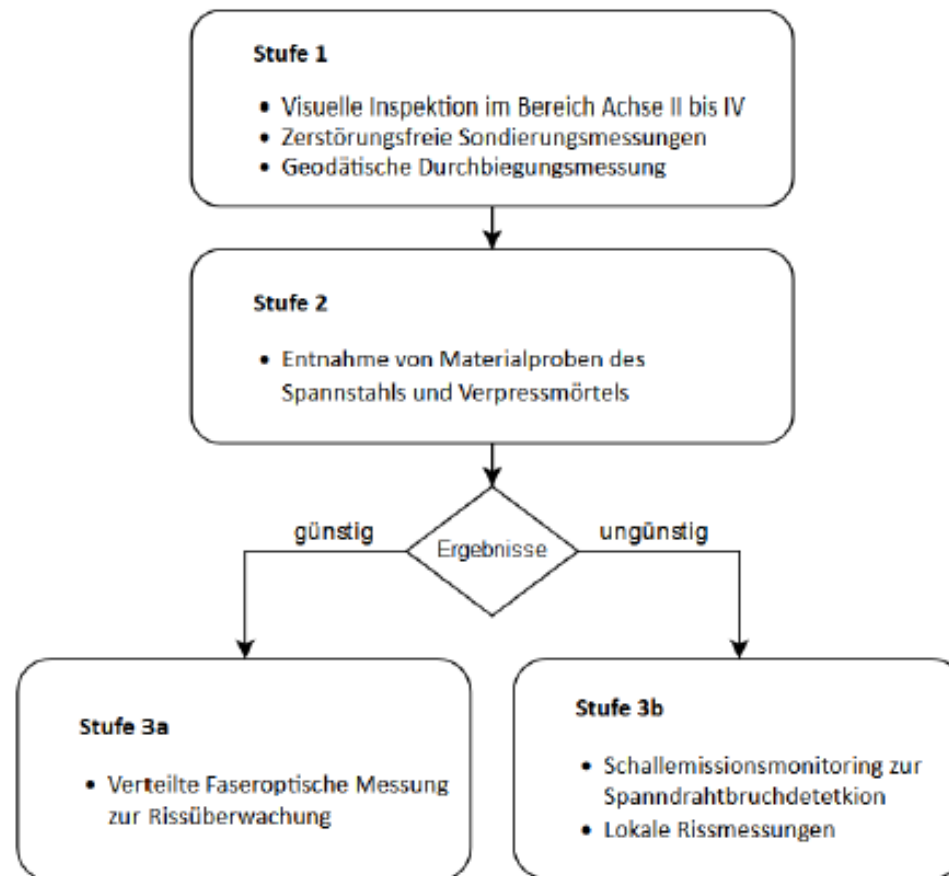 Stufe 1
• Visuelle Inspektion im Bereich Achse II bis IV
• Zerstörungsfreie Sondierungsmessungen
• Geodätische Durchbiegungsmessung
Stufe 2
• Entnahme von Materialproben des
Spannstahls und Verpressmörtels
günstig
Ergebnisse
ungünstig
Stufe 3a
• Verteilte Faseroptische Messung
zur Rissüberwachung
Stufe 3b
• Schallemissionsmonitoring zur
Spanndrahtbruchdetetkion
• Lokale Rissmessungen